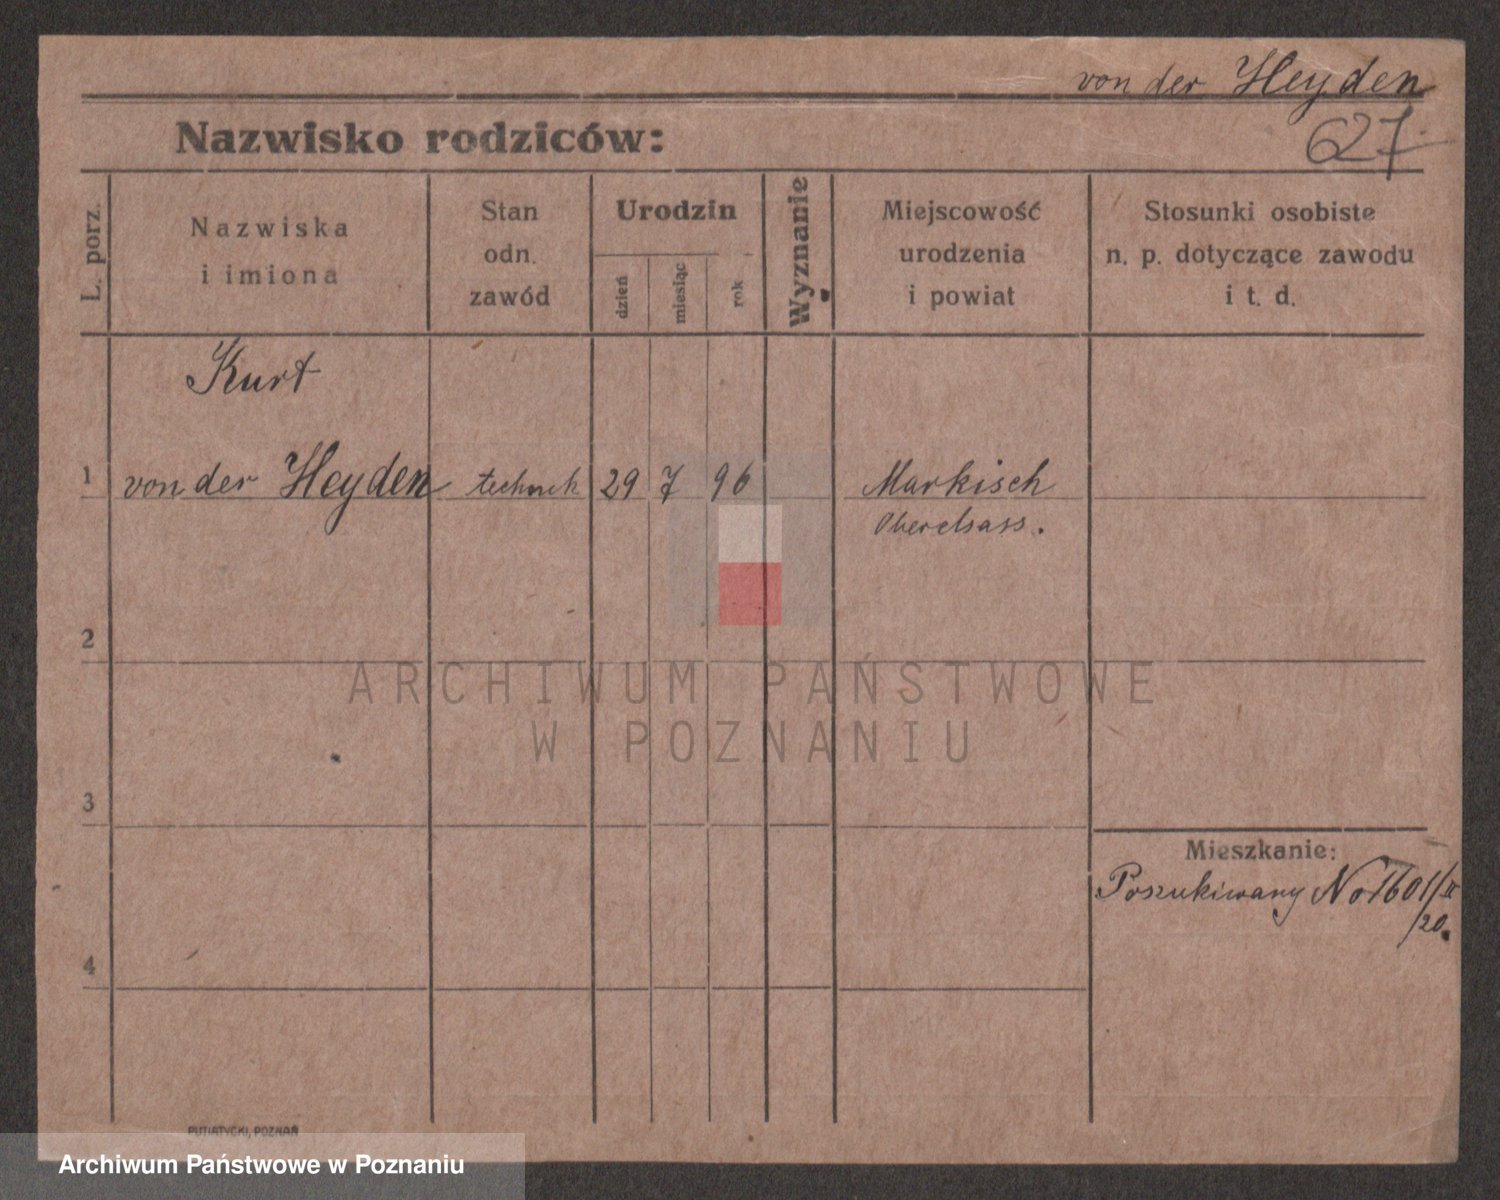 von der Heyden
627
Nazwisko rodziców:
L. porz.
Nazwiska
i imiona
Stan
odn.
zawód
Urodzin
dzień
miesiąc
rok
Wyznanie
Miejscowość
urodzenia
i powiat
Stosunki osobiste
n. p. dotyczące zawodu
i t. d.
Kurt
1 von der Heyden technik 29 7 96 Markisch
Oberelsass.
2
ARCHIWUM PAŃSTWOWE
W POZNANIU
3
Mieszkanie:
Poszukiwany No 1601/II
/20.
4
PUTIATYCKI, POZNAŃ
Archiwum Państwowe w Poznaniu